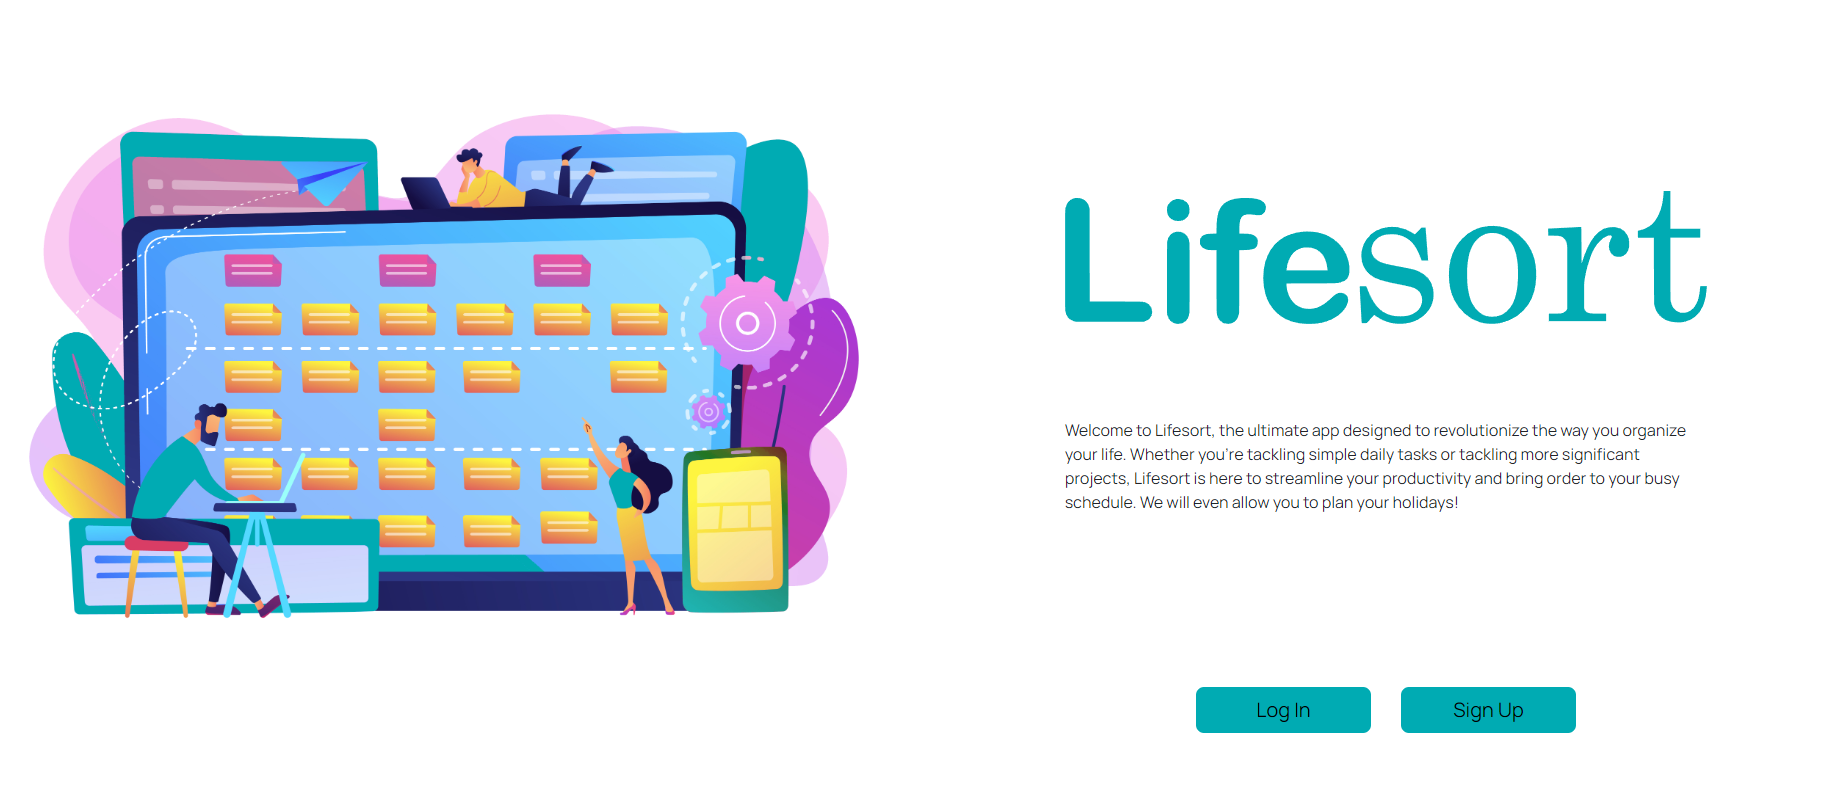 Lifesort
Welcome to Lifesort, the ultimate app designed to revolutionize the way you organize
your life. Whether you're tackling simple daily tasks or tackling more significant
projects, Lifesort is here to streamline your productivity and bring order to your busy
schedule. We will even allow you to plan your holidays!
Log In
Sign Up